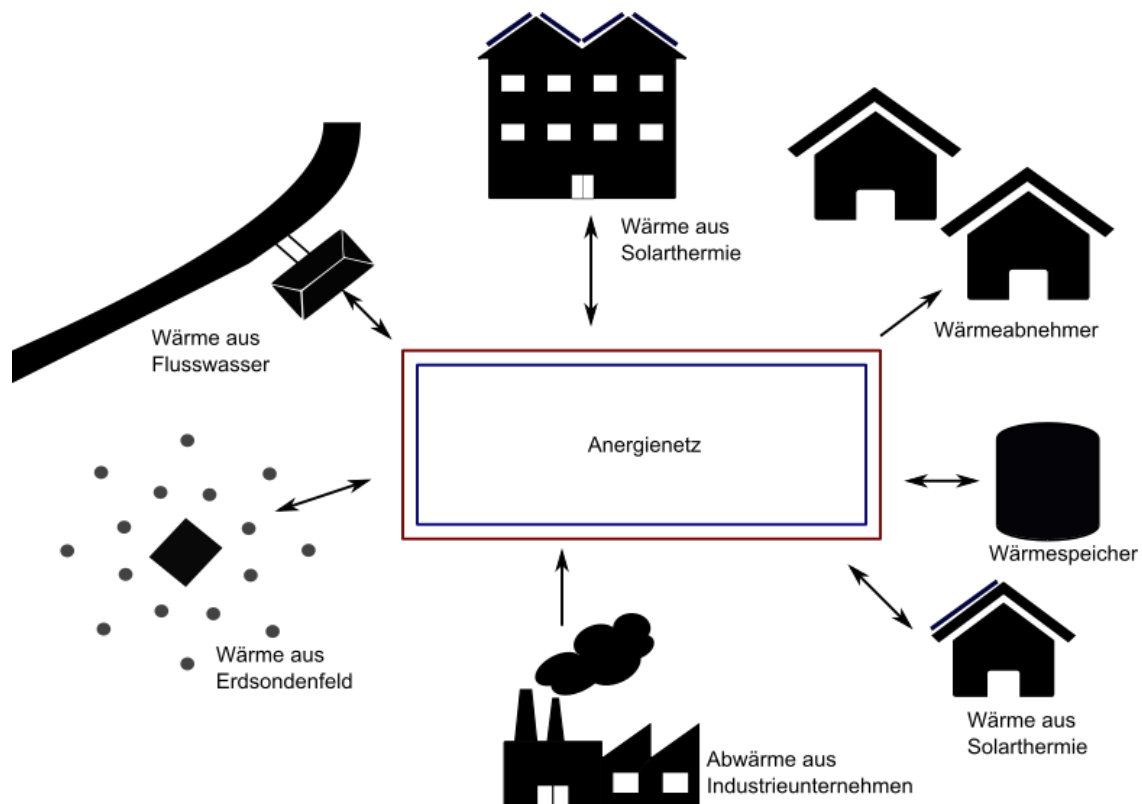 Wärme aus
Solarthermie
Wärmeabnehmer
Wärme aus
Flusswasser
Anergienetz
Wärmespeicher
Wärme aus
Erdsondenfeld
Wärme aus
Solarthermie
Abwärme aus
Industrieunternehmen